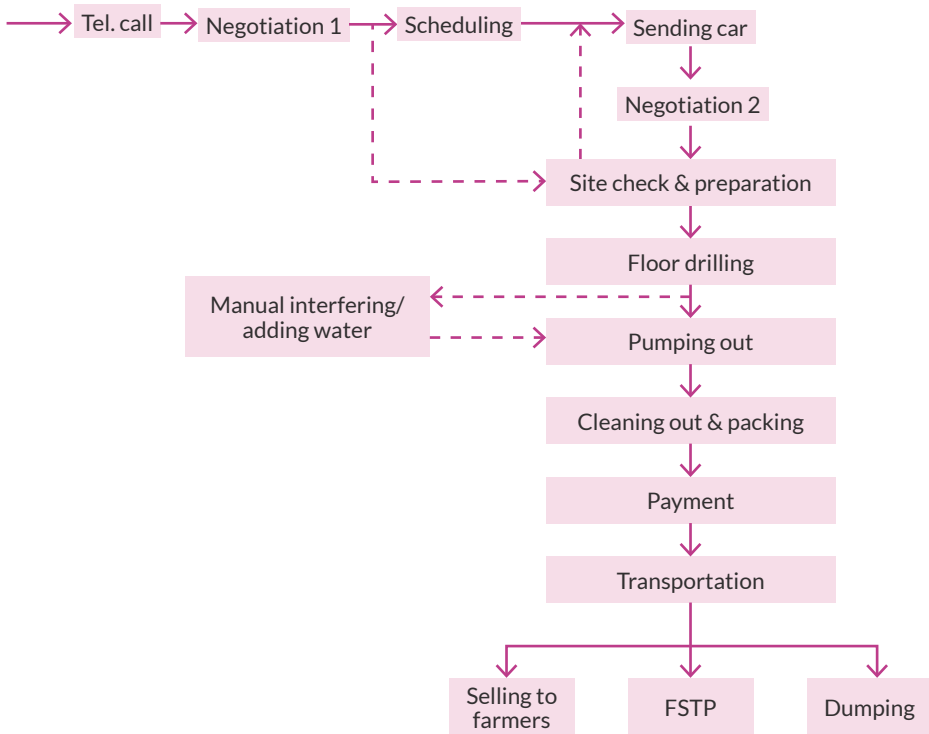 Tel. call
Negotiation 1
Scheduling
Sending car
Negotiation 2
Site check & preparation
Floor drilling
Manual interfering/
adding water
Pumping out
Cleaning out & packing
Payment
Transportation
Selling to
farmers
FSTP
Dumping